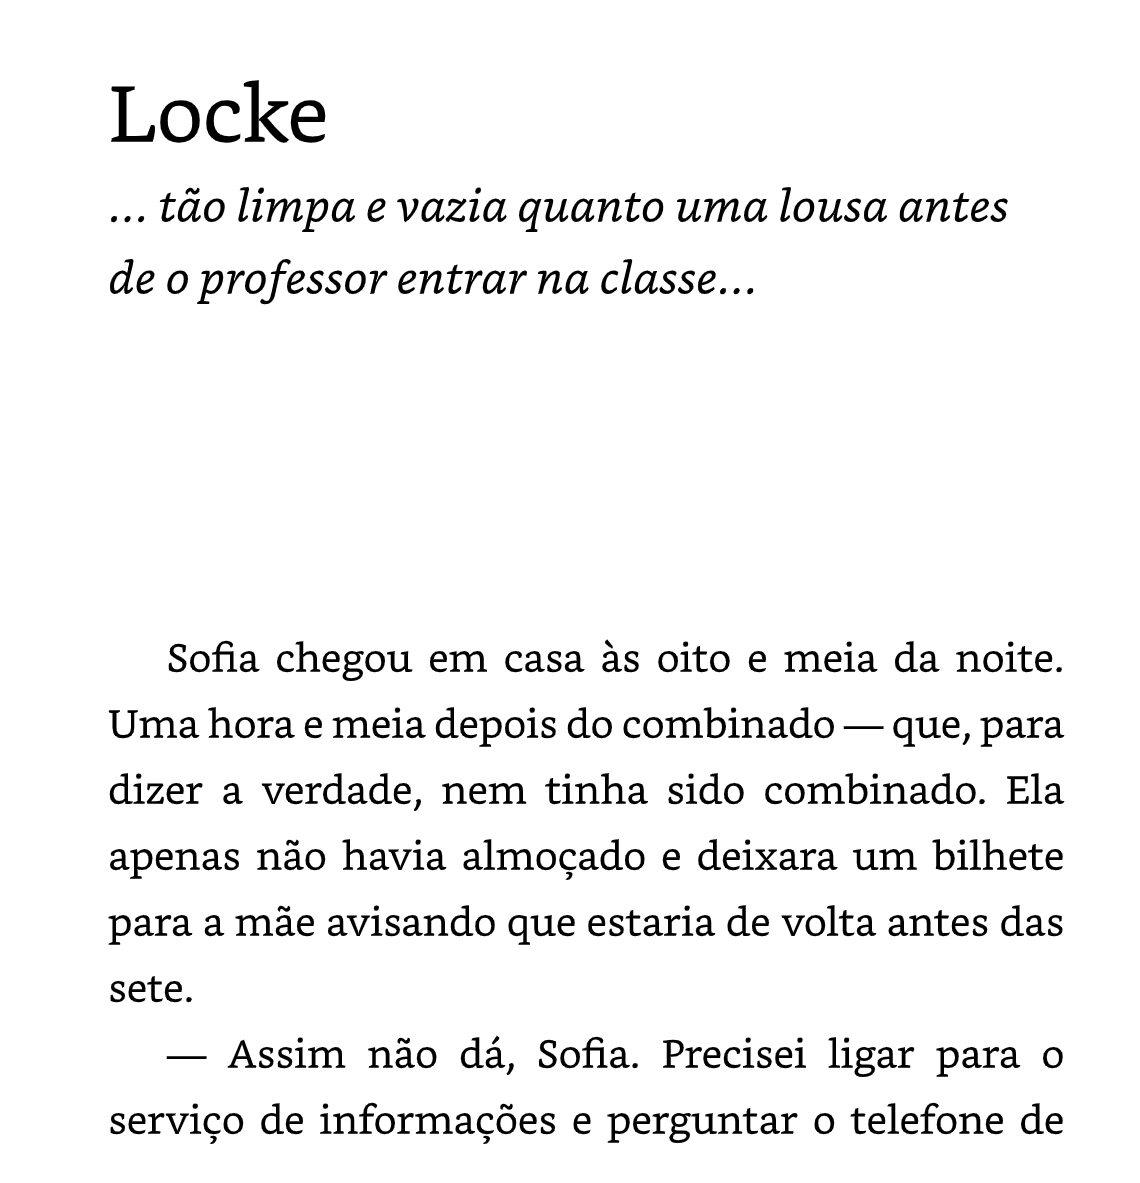 Locke
... tão limpa e vazia quanto uma lousa antes
de o professor entrar na classe...
Sofia chegou em casa às oito e meia da noite.
Uma hora e meia depois do combinado — que, para
dizer a verdade, nem tinha sido combinado. Ela
apenas não havia almoçado e deixara um bilhete
para a mãe avisando que estaria de volta antes das
sete.
— Assim não dá, Sofia. Precisei ligar para o
serviço de informações e perguntar o telefone de